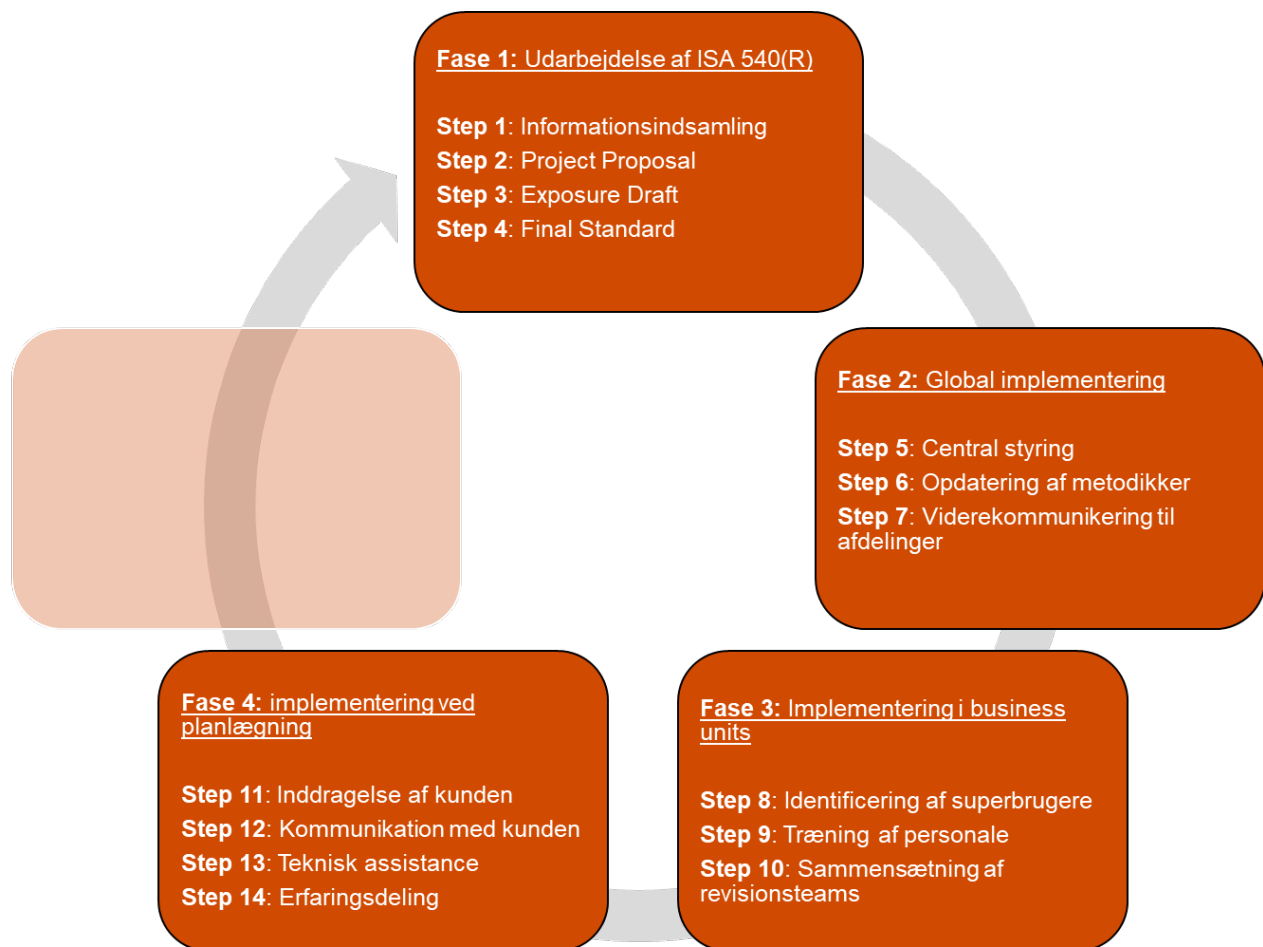 Fase 1: Udarbejdelse af ISA 540(R)
Step 1: Informationsindsamling
Step 2: Project Proposal
Step 3: Exposure Draft
Step 4: Final Standard
Fase 2: Global implementering
Step 5: Central styring
Step 6: Opdatering af metodikker
Step 7: Viderekommunikering til
afdelinger
Fase 3: Implementering i business
units
Step 8: Identificering af superbrugere
Step 9: Træning af personale
Step 10: Sammensætning af
revisionsteams
Fase 4: implementering ved
planlægning
Step 11: Inddragelse af kunden
Step 12: Kommunikation med kunden
Step 13: Teknisk assistance
Step 14: Erfaringsdeling